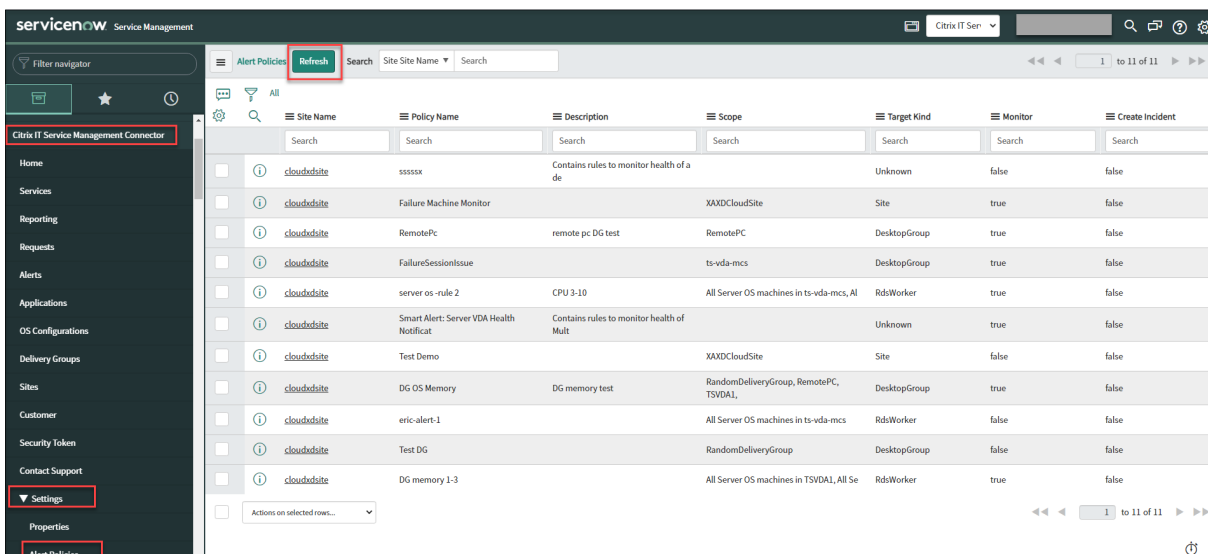 servicenow Service Management
Citrix IT Ser
Filter navigator
Alert Policies Refresh Search Site Site Name ▼ Search
1 to 11 of 11
All
Site Name Policy Name Description Scope Target Kind Monitor Create Incident
Search Search Search Search Search Search Search
Citrix IT Service Management Connector
Home
Services
Reporting
Requests
Alerts
Applications
OS Configurations
Delivery Groups
Sites
Customer
Security Token
Contact Support
▼ Settings
Properties
Alert Policies
cloudxdsite sssssx Contains rules to monitor health of a
de Unknown false false
cloudxdsite Failure Machine Monitor XAXDCloudSite Site true false
cloudxdsite RemotePc remote pc DG test RemotePC DesktopGroup true false
cloudxdsite FailureSessionIssue ts-vda-mcs DesktopGroup true false
cloudxdsite server os -rule 2 CPU 3-10 All Server OS machines in ts-vda-mcs, Al RdsWorker true false
cloudxdsite Smart Alert: Server VDA Health
Notificat Contains rules to monitor health of
Mult Unknown true false
cloudxdsite Test Demo XAXDCloudSite Site false false
cloudxdsite DG OS Memory DG memory test RandomDeliveryGroup, RemotePC,
TSVDA1, DesktopGroup true false
cloudxdsite eric-alert-1 All Server OS machines in ts-vda-mcs RdsWorker false false
cloudxdsite Test DG RandomDeliveryGroup DesktopGroup false false
cloudxdsite DG memory 1-3 All Server OS machines in TSVDA1, All Se RdsWorker true false
Actions on selected rows...
1 to 11 of 11